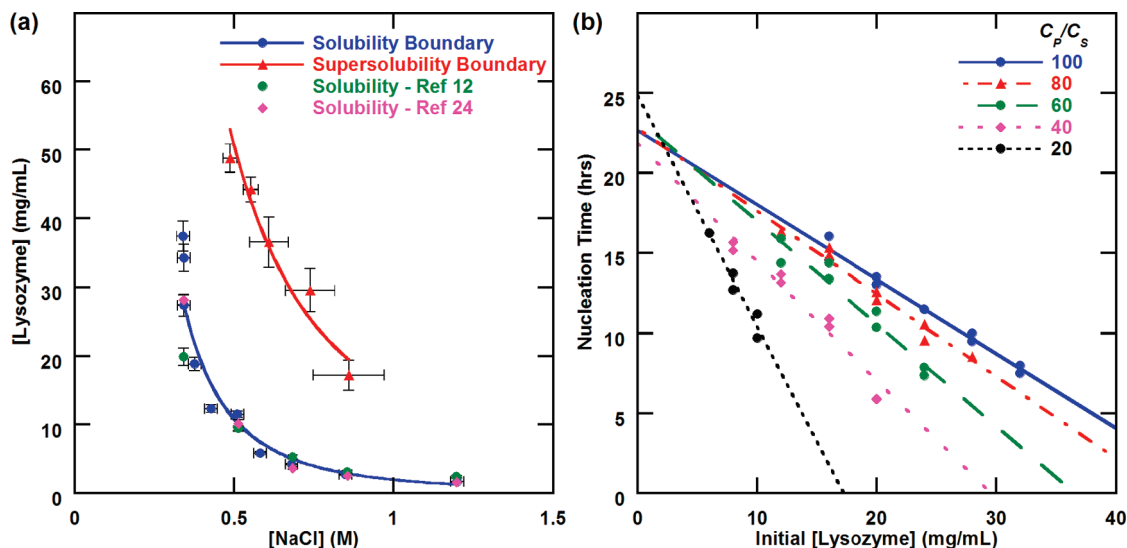 (a)
Solubility Boundary
Supersolubility Boundary
Solubility - Ref 12
Solubility - Ref 24
[Lysozyme] (mg/mL)
60
50
40
30
20
10
0
0 0.5 1 1.5
[NaCl] (M)
(b)
C_P/C_S
100
80
60
40
20
Nucleation Time (hrs)
25
20
15
10
5
0
0 10 20 30 40
Initial [Lysozyme] (mg/mL)